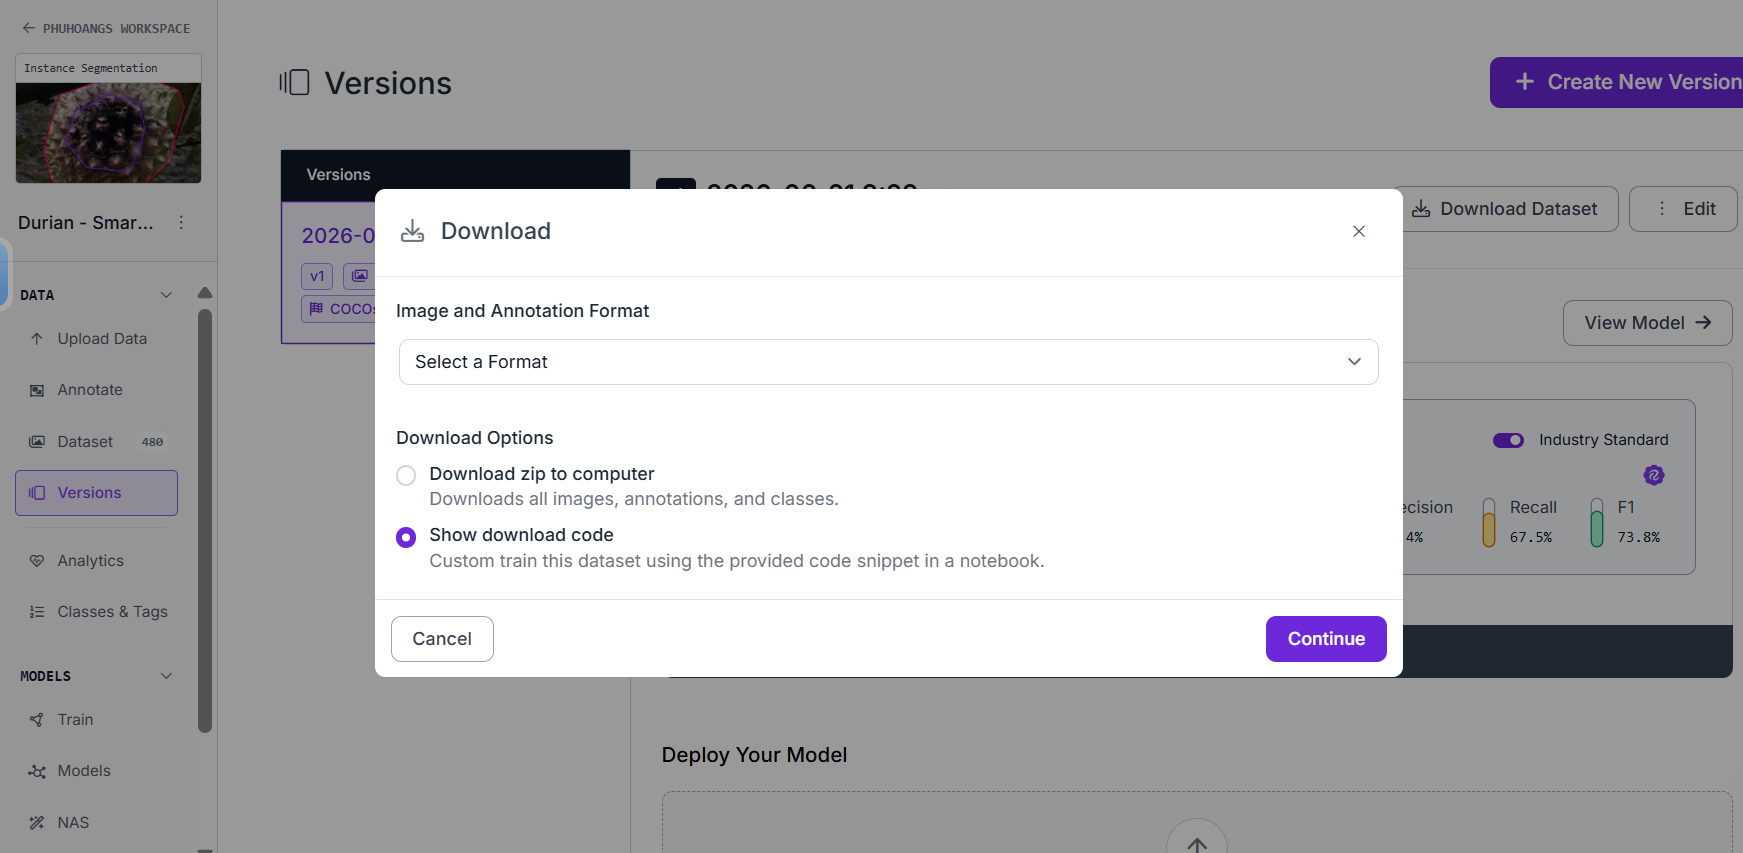 PHUHOANGS WORKSPACE
Instance Segmentation
Durian - Smar...
DATA
Upload Data
Annotate
Dataset 480
Versions
Analytics
Classes & Tags
MODELS
Train
Models
NAS
Versions
Create New Version
Versions
2026-0
v1
COCO
Download Dataset
Edit
View Model
Industry Standard
Recall
F1
4%
67.5%
73.8%
Deploy Your Model
Download
Image and Annotation Format
Select a Format
Download Options
Download zip to computer
Downloads all images, annotations, and classes.
Show download code
Custom train this dataset using the provided code snippet in a notebook.
Cancel
Continue